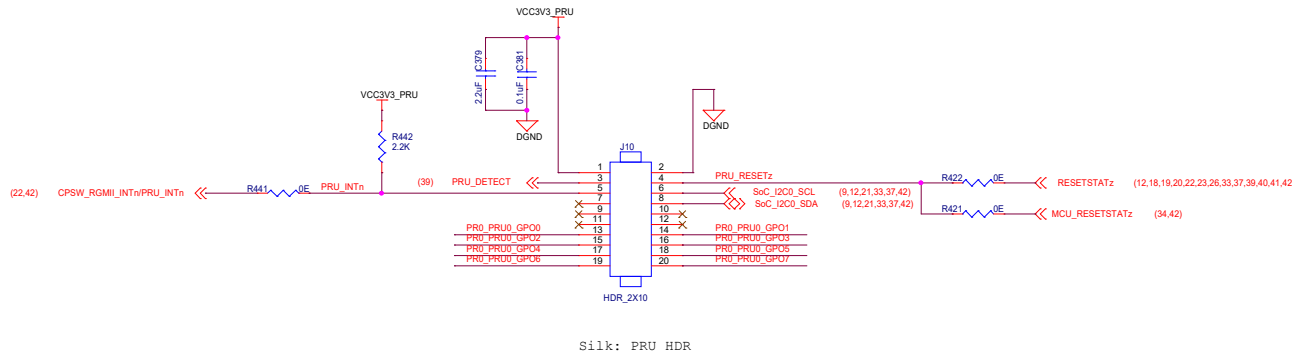 VCC3V3_PRU
C379
2.2uF
C381
0.1uF
DGND
DGND
VCC3V3_PRU
R442
2.2K
J10
1 2
3 4
5 6
7 8
9 10
11 12
13 14
15 16
17 18
19 20
HDR_2X10
(22,42) CPSW_RGMII_INTn/PRU_INTn
R441 0E
PRU_INTn
(39) PRU_DETECT
PRU_RESETz
SoC_I2C0_SCL (9,12,21,33,37,42)
SoC_I2C0_SDA (9,12,21,33,37,42)
R422 0E
RESETSTATz (12,18,19,20,22,23,26,33,37,39,40,41,42
R421 0E
MCU_RESETSTATz (34,42)
PR0_PRU0_GPO0 PR0_PRU0_GPO1
PR0_PRU0_GPO2 PR0_PRU0_GPO3
PR0_PRU0_GPO4 PR0_PRU0_GPO5
PR0_PRU0_GPO6 PR0_PRU0_GPO7
Silk: PRU HDR